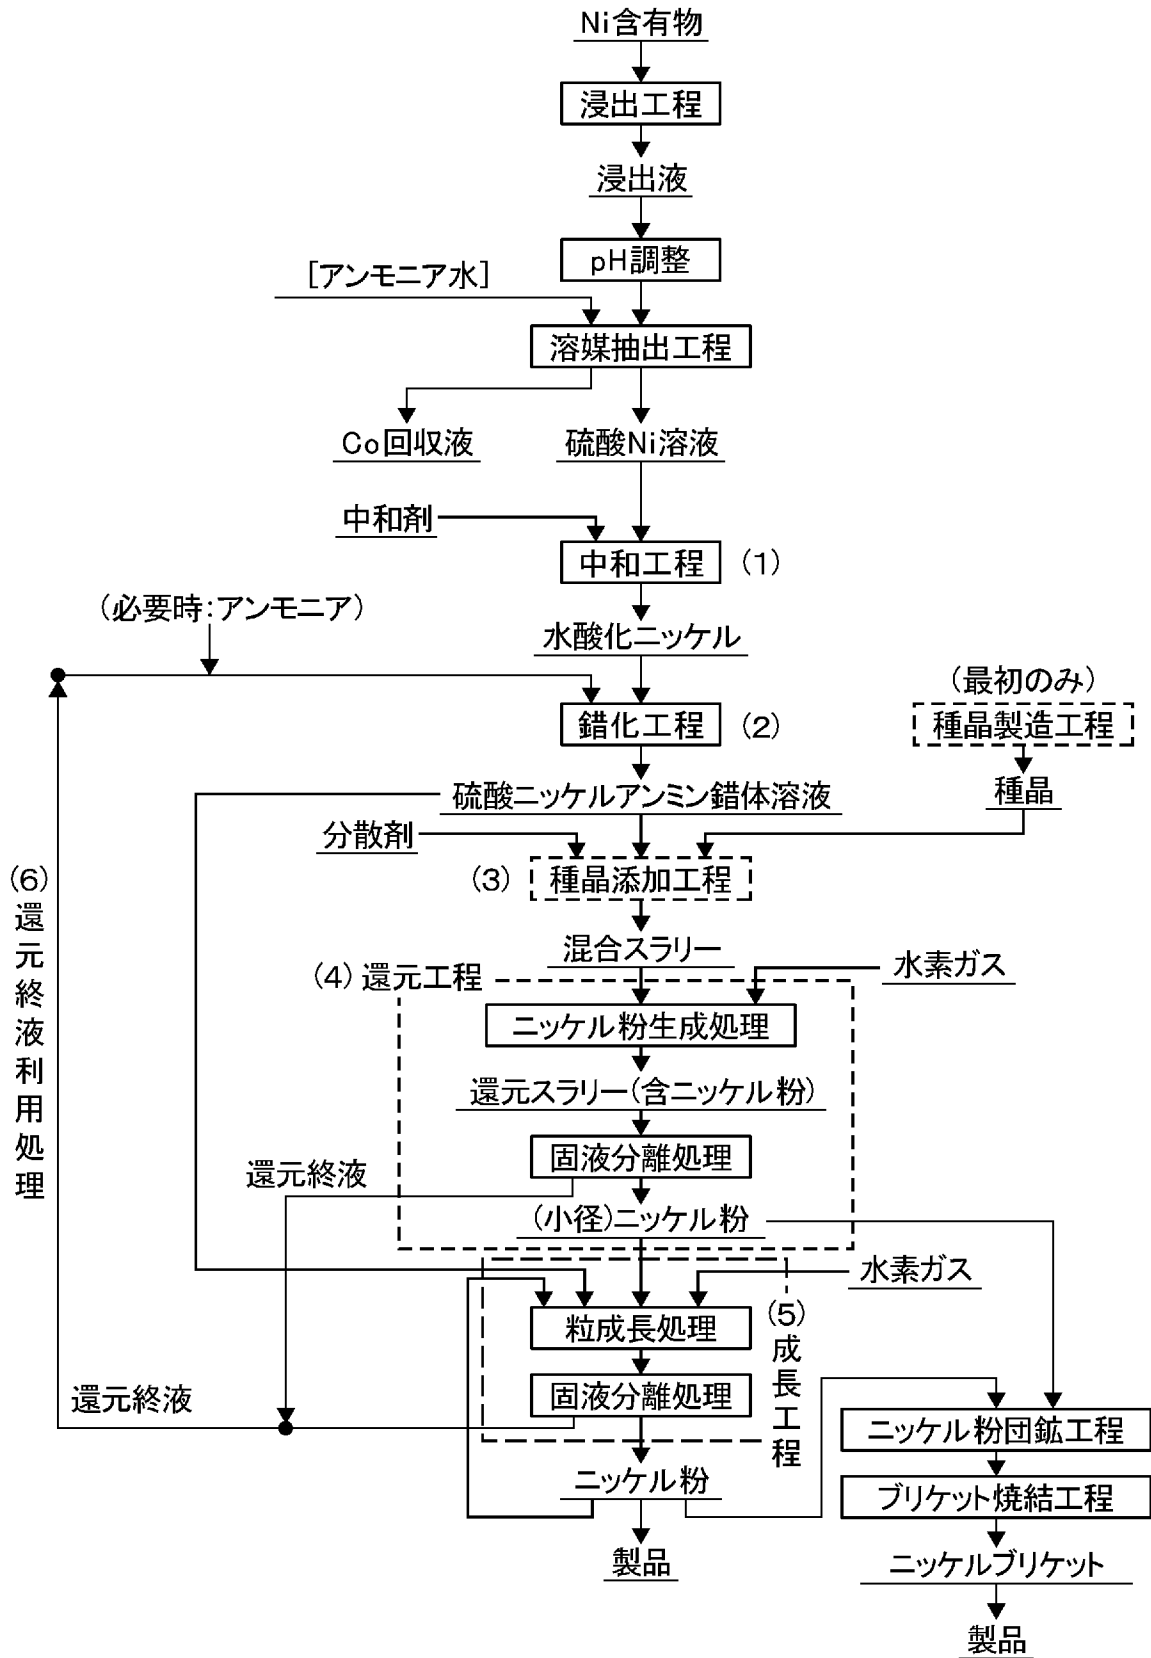 Ni含有物
浸出工程
浸出液
pH調整
[アンモニア水]
溶媒抽出工程
Co回収液
硫酸Ni溶液
中和剤
中和工程
(1)
(必要時:アンモニア)
水酸化ニッケル
(最初のみ)
錯化工程
(2)
種晶製造工程
硫酸ニッケルアンミン錯体溶液
種晶
分散剤
(3)
種晶添加工程
(6)還元終液利用処理
混合スラリー
水素ガス
(4) 還元工程
ニッケル粉生成処理
還元スラリー(含ニッケル粉)
固液分離処理
還元終液
(小径)ニッケル粉
水素ガス
粒成長処理
(5)成長工程
固液分離処理
還元終液
ニッケル粉団鉱工程
ニッケル粉
ブリケット焼結工程
製品
ニッケルブリケット
製品